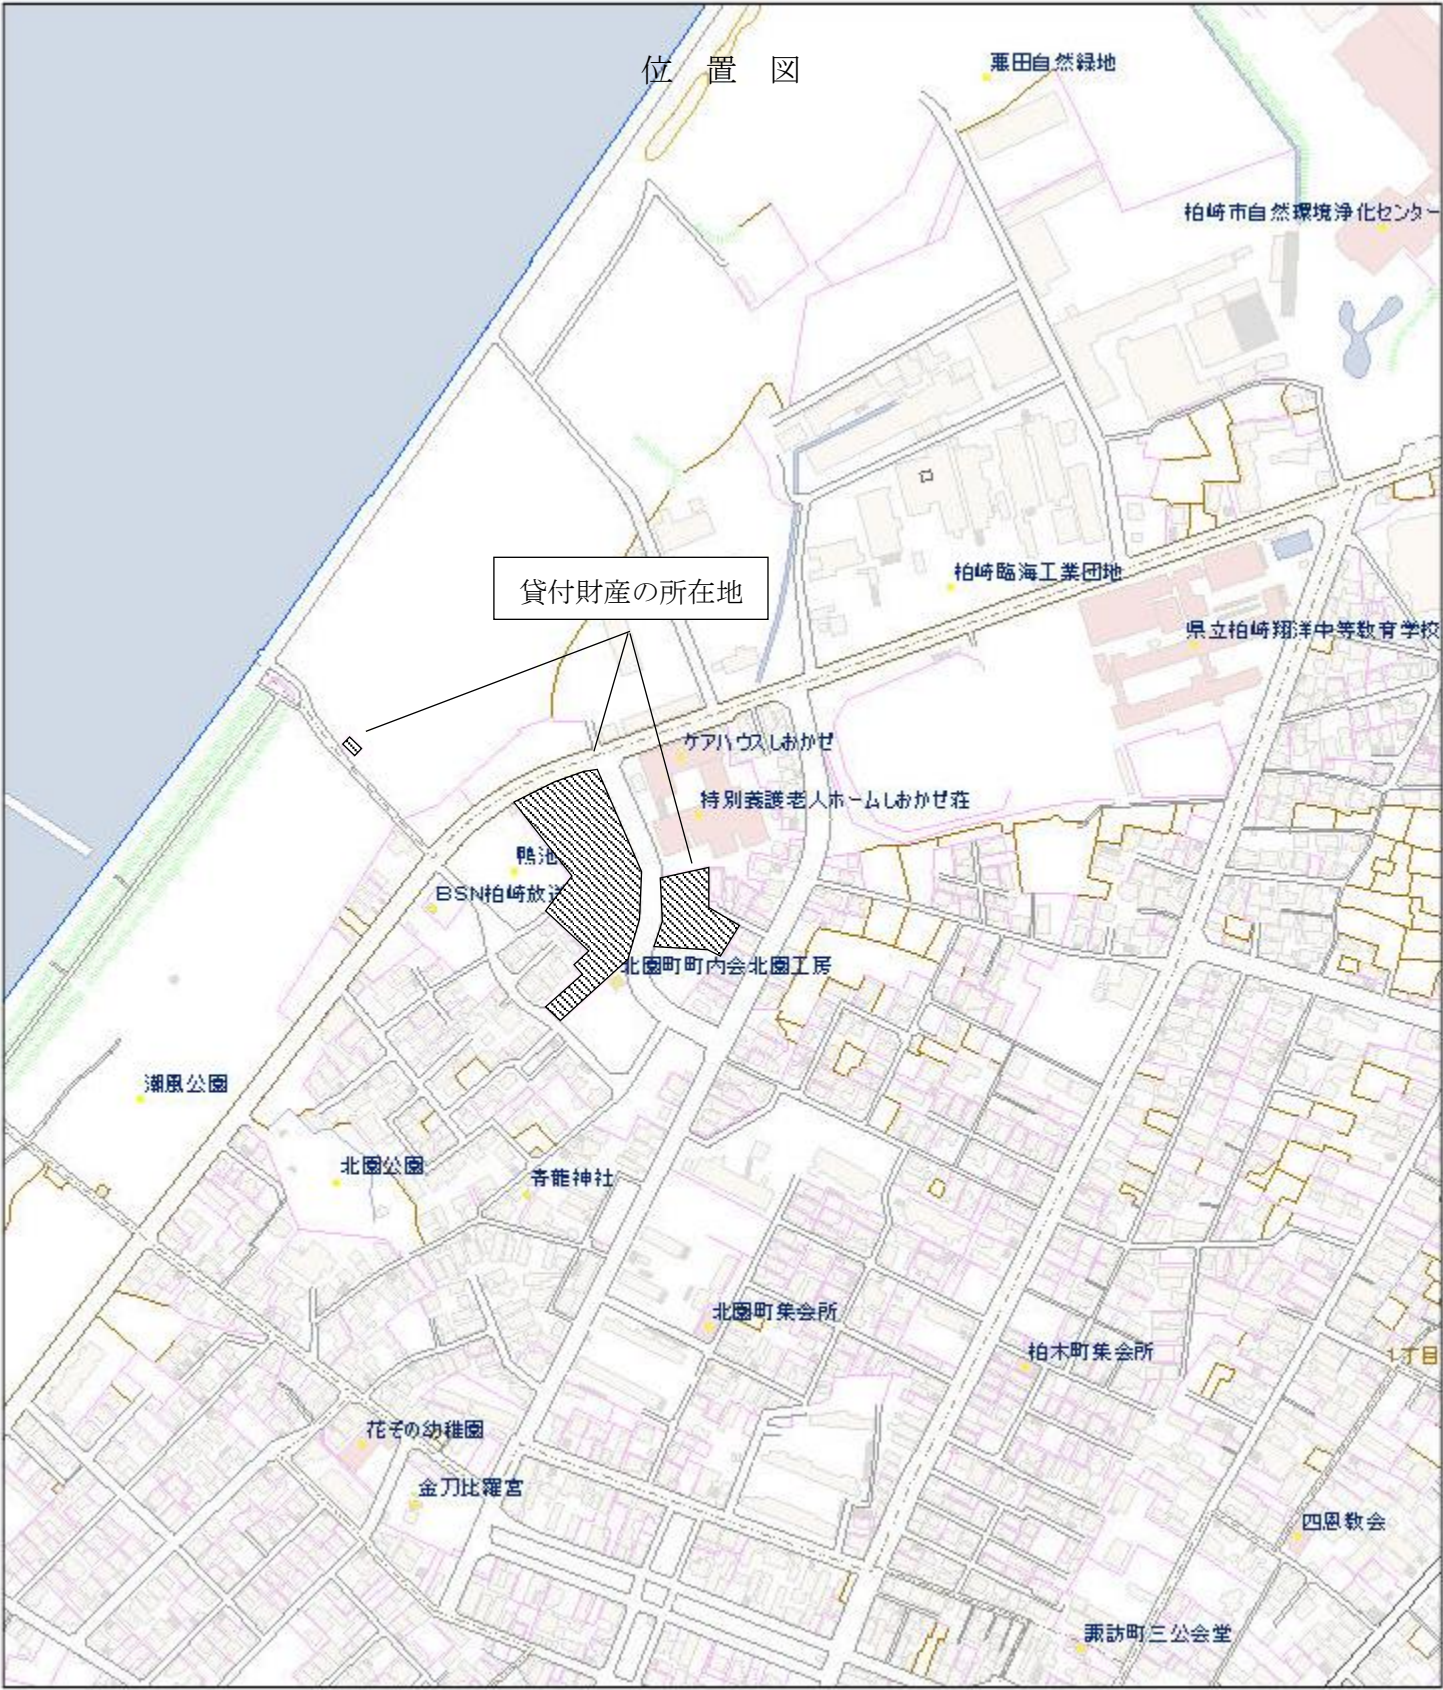 位 置 図
悪田自然緑地
柏崎市自然環境浄化センター
貸付財産の所在地
柏崎臨海工業団地
県立柏崎翔洋中等教育学校
ケアハウスしおかぜ
特別養護老人ホームしおかぜ荘
鴨池
BSN柏崎放送
北園町町内会北園工房
潮風公園
北園公園
青龍神社
北園町集会所
柏木町集会所
1丁目
花ぞの幼稚園
金刀比羅宮
四恩教会
諏訪町三公会堂